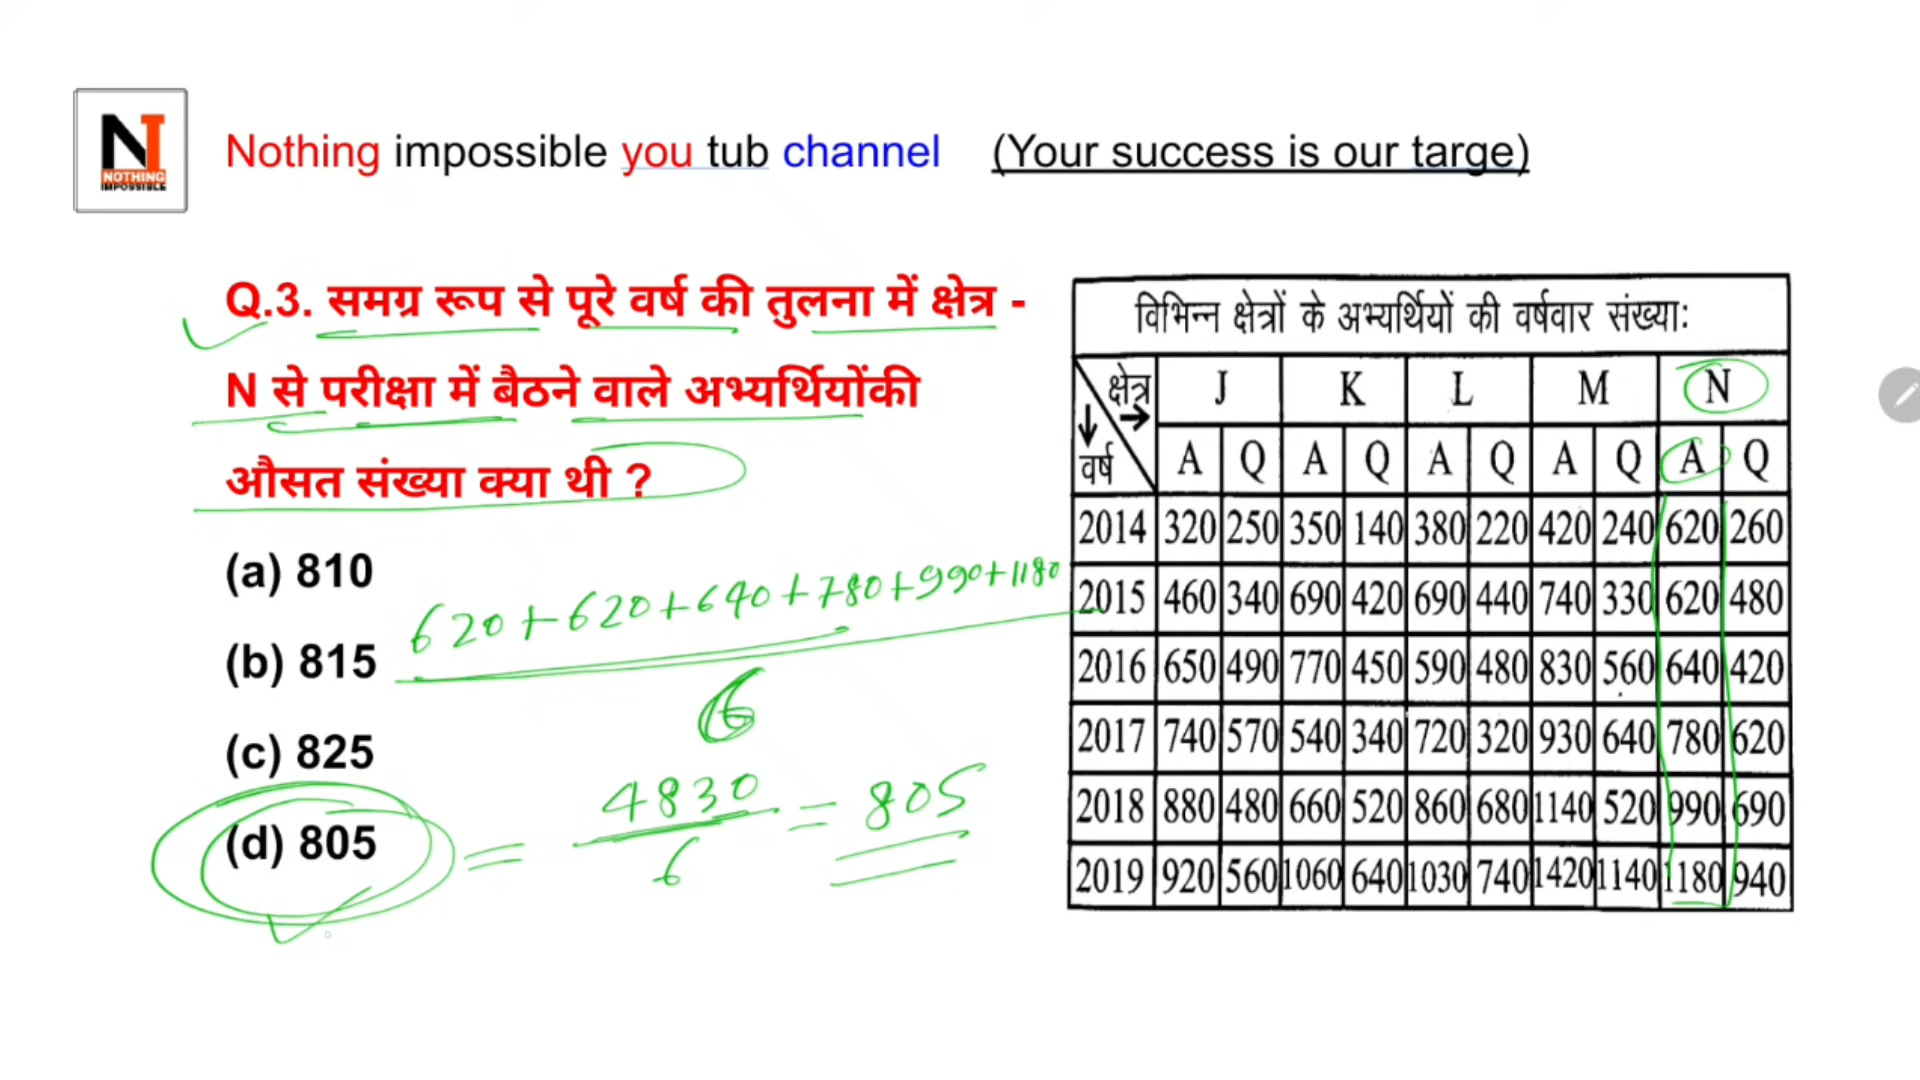 NOTHING
IMPOSSIBLE
Nothing impossible you tub channel (Your success is our targe)
Q.3. समग्र रूप से पूरे वर्ष की तुलना में क्षेत्र -
N से परीक्षा में बैठने वाले अभ्यर्थियोंकी
औसत संख्या क्या थी ?
(a) 810
(b) 815
(c) 825
(d) 805
620+620+640+780+990+1180
6
= 4830 = 805
6
विभिन्न क्षेत्रों के अभ्यर्थियों की वर्षवार संख्या:
क्षेत्र J K L M N
वर्ष A Q A Q A Q A Q A Q
2014 320 250 350 140 380 220 420 240 620 260
2015 460 340 690 420 690 440 740 330 620 480
2016 650 490 770 450 590 480 830 560 640 420
2017 740 570 540 340 720 320 930 640 780 620
2018 880 480 660 520 860 680 1140 520 990 690
2019 920 560 1060 640 1030 740 1420 1140 1180 940